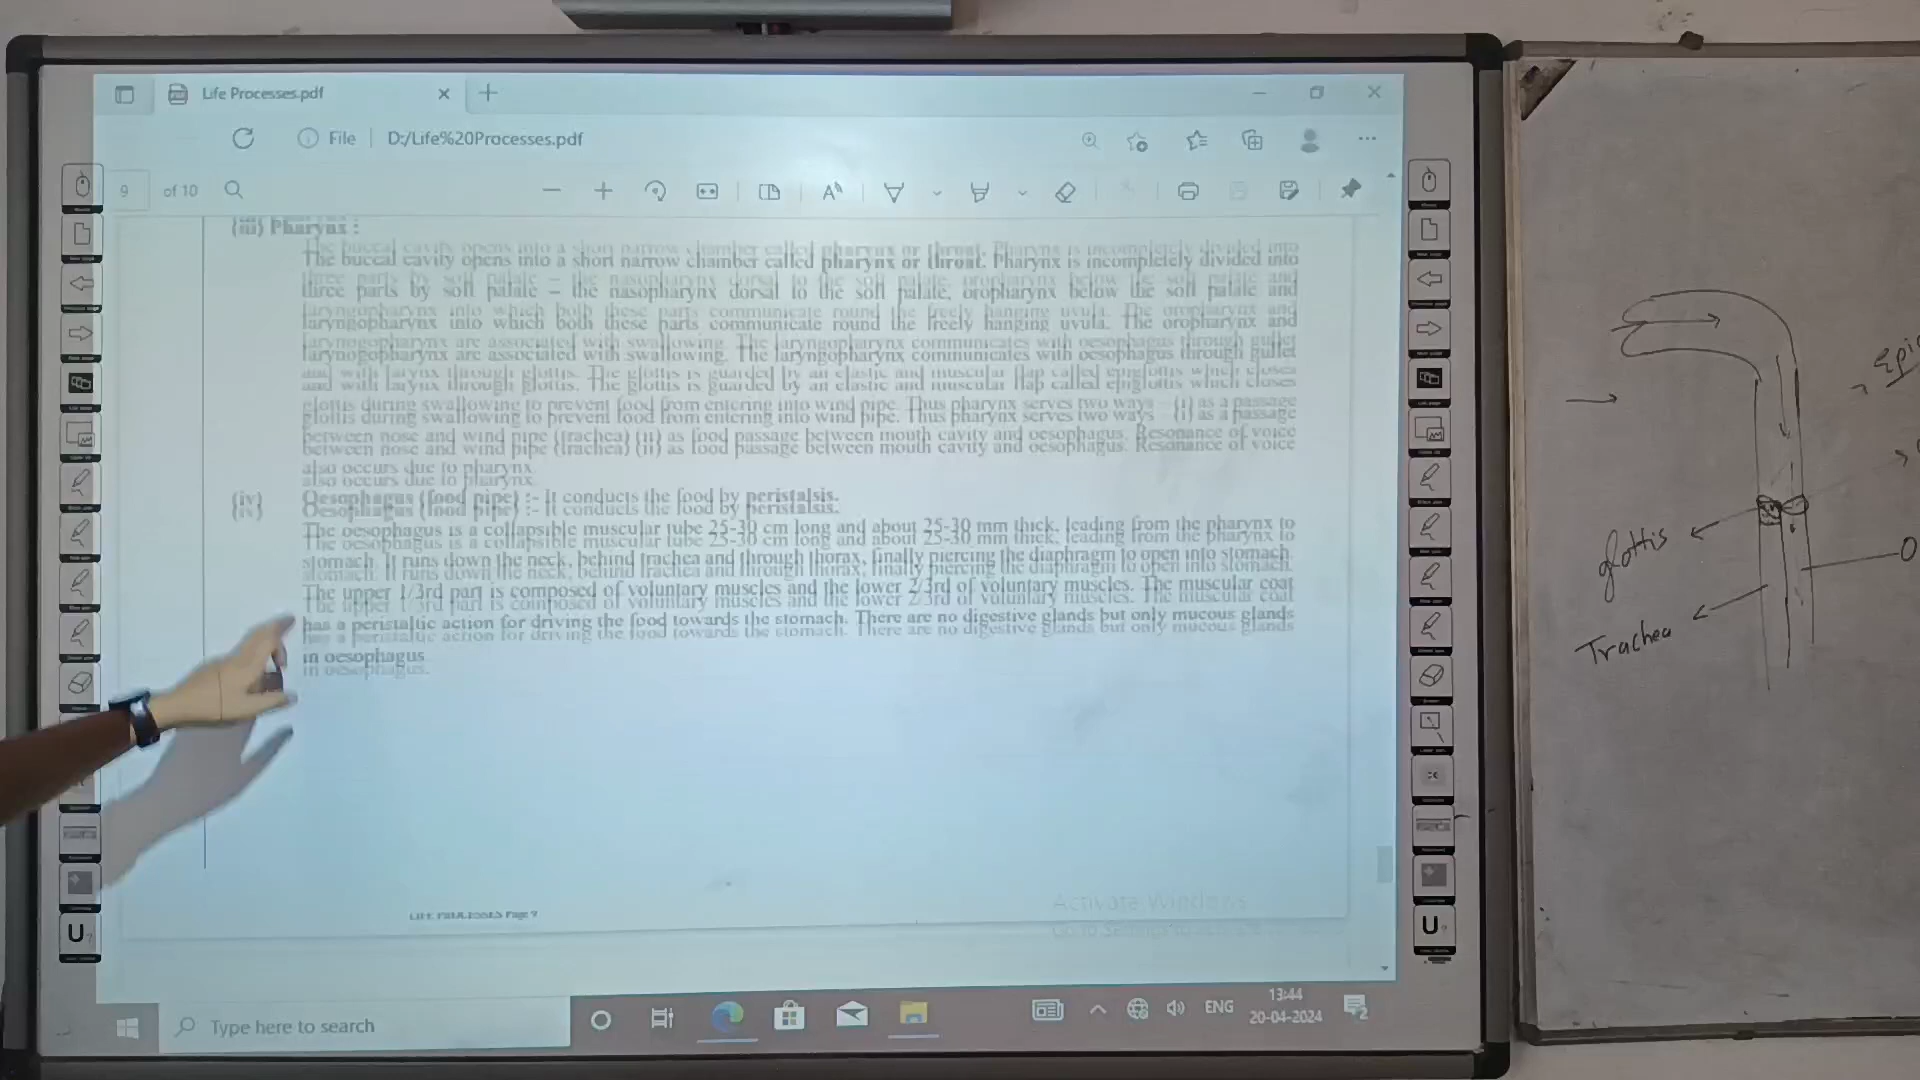 Life Processes.pdf
File D:/Life%20Processes.pdf
9 of 10
(iii) Pharynx :
The buccal cavity opens into a short narrow chamber called pharynx or throat. Pharynx is incompletely divided into
three parts by soft palate – the nasopharynx dorsal to the soft palate, oropharynx below the soft palate and
laryngopharynx into which both these parts communicate round the freely hanging uvula. The oropharynx and
larynogopharynx are associated with swallowing. The laryngopharynx communicates with oesophagus through gullet
and with larynx through glottis. The glottis is guarded by an elastic and muscular flap called epiglottis which closes
glottis during swallowing to prevent food from entering into wind pipe. Thus pharynx serves two ways – (i) as a passage
between nose and wind pipe (trachea) (ii) as food passage between mouth cavity and oesophagus. Resonance of voice
also occurs due to pharynx.
(iv) Oesophagus (food pipe) :- It conducts the food by peristalsis.
The oesophagus is a collapsible muscular tube 25-30 cm long and about 25-30 mm thick, leading from the pharynx to
stomach. It runs down the neck, behind trachea and through thorax, finally piercing the diaphragm to open into stomach.
The upper 1/3rd part is composed of voluntary muscles and the lower 2/3rd of voluntary muscles. The muscular coat
has a peristaltic action for driving the food towards the stomach. There are no digestive glands but only mucous glands
in oesophagus.
LIFE PROCESSES Page 9
Activate Windows
Type here to search
ENG
13:44
20-04-2024
2
U
U
epi
glottis
O
Trachea